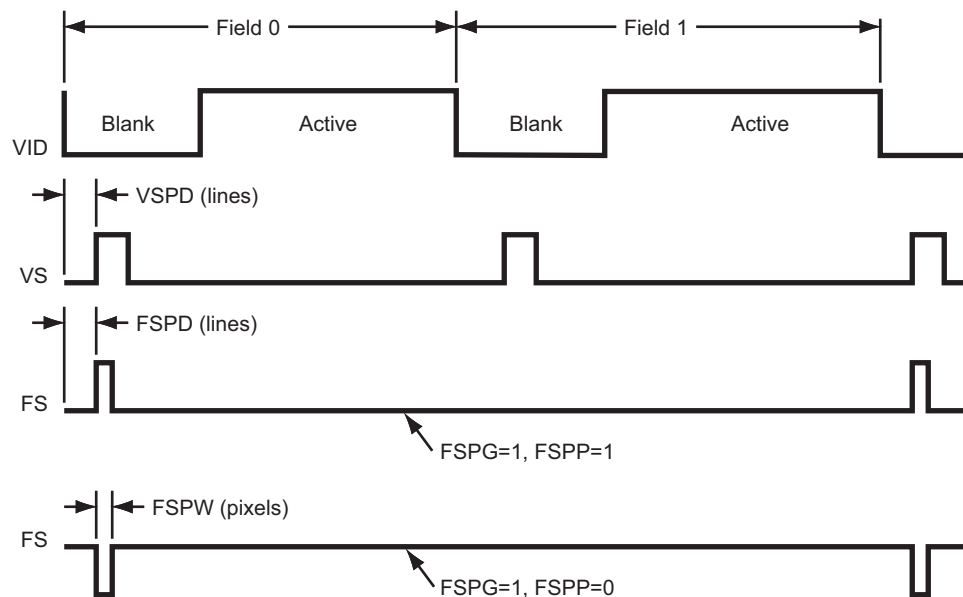 Field 0 Field 1
Blank Active Blank Active
VID
VSPD (lines)
VS
FSPD (lines)
FS
FSPG=1, FSPP=1
FSPW (pixels)
FS
FSPG=1, FSPP=0